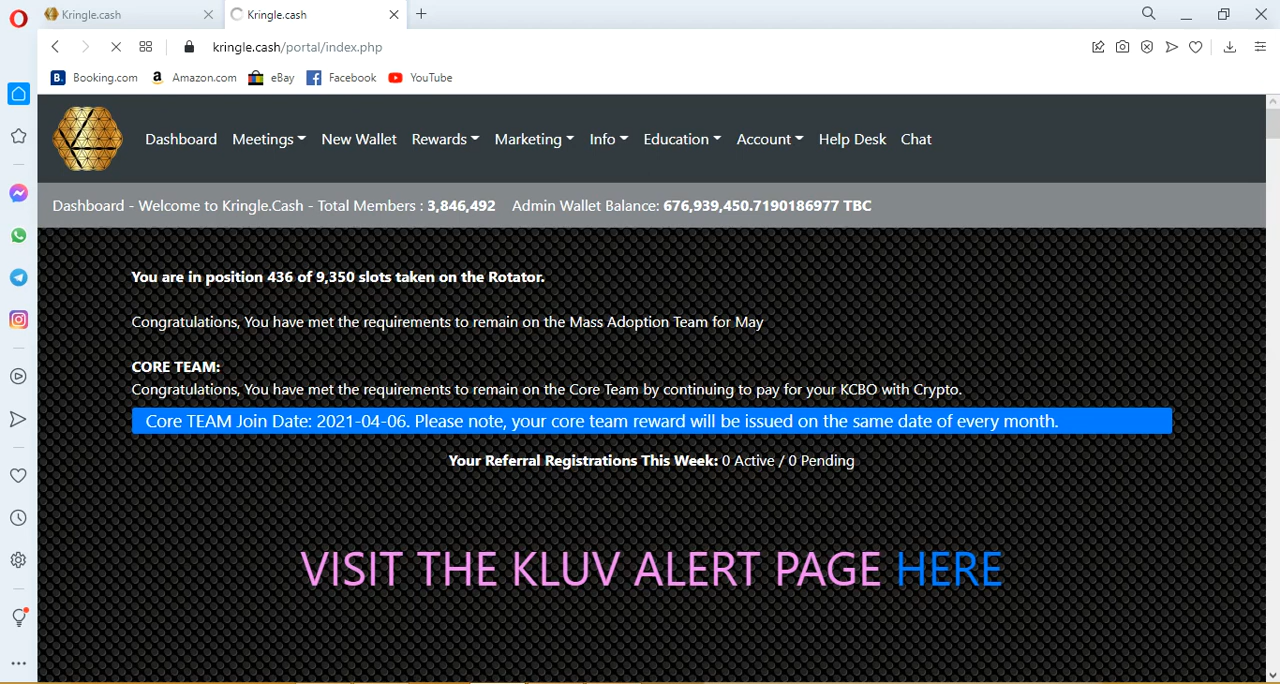 Kringle.cash
Kringle.cash
kringle.cash/portal/index.php
B. Booking.com a Amazon.com eBay Facebook YouTube
Dashboard Meetings New Wallet Rewards Marketing Info Education Account Help Desk Chat
Dashboard - Welcome to Kringle.Cash - Total Members : 3,846,492 Admin Wallet Balance: 676,939,450.7190186977 TBC
You are in position 436 of 9,350 slots taken on the Rotator.
Congratulations, You have met the requirements to remain on the Mass Adoption Team for May
CORE TEAM:
Congratulations, You have met the requirements to remain on the Core Team by continuing to pay for your KCBO with Crypto.
Core TEAM Join Date: 2021-04-06. Please note, your core team reward will be issued on the same date of every month.
Your Referral Registrations This Week: 0 Active / 0 Pending
VISIT THE KLUV ALERT PAGE HERE